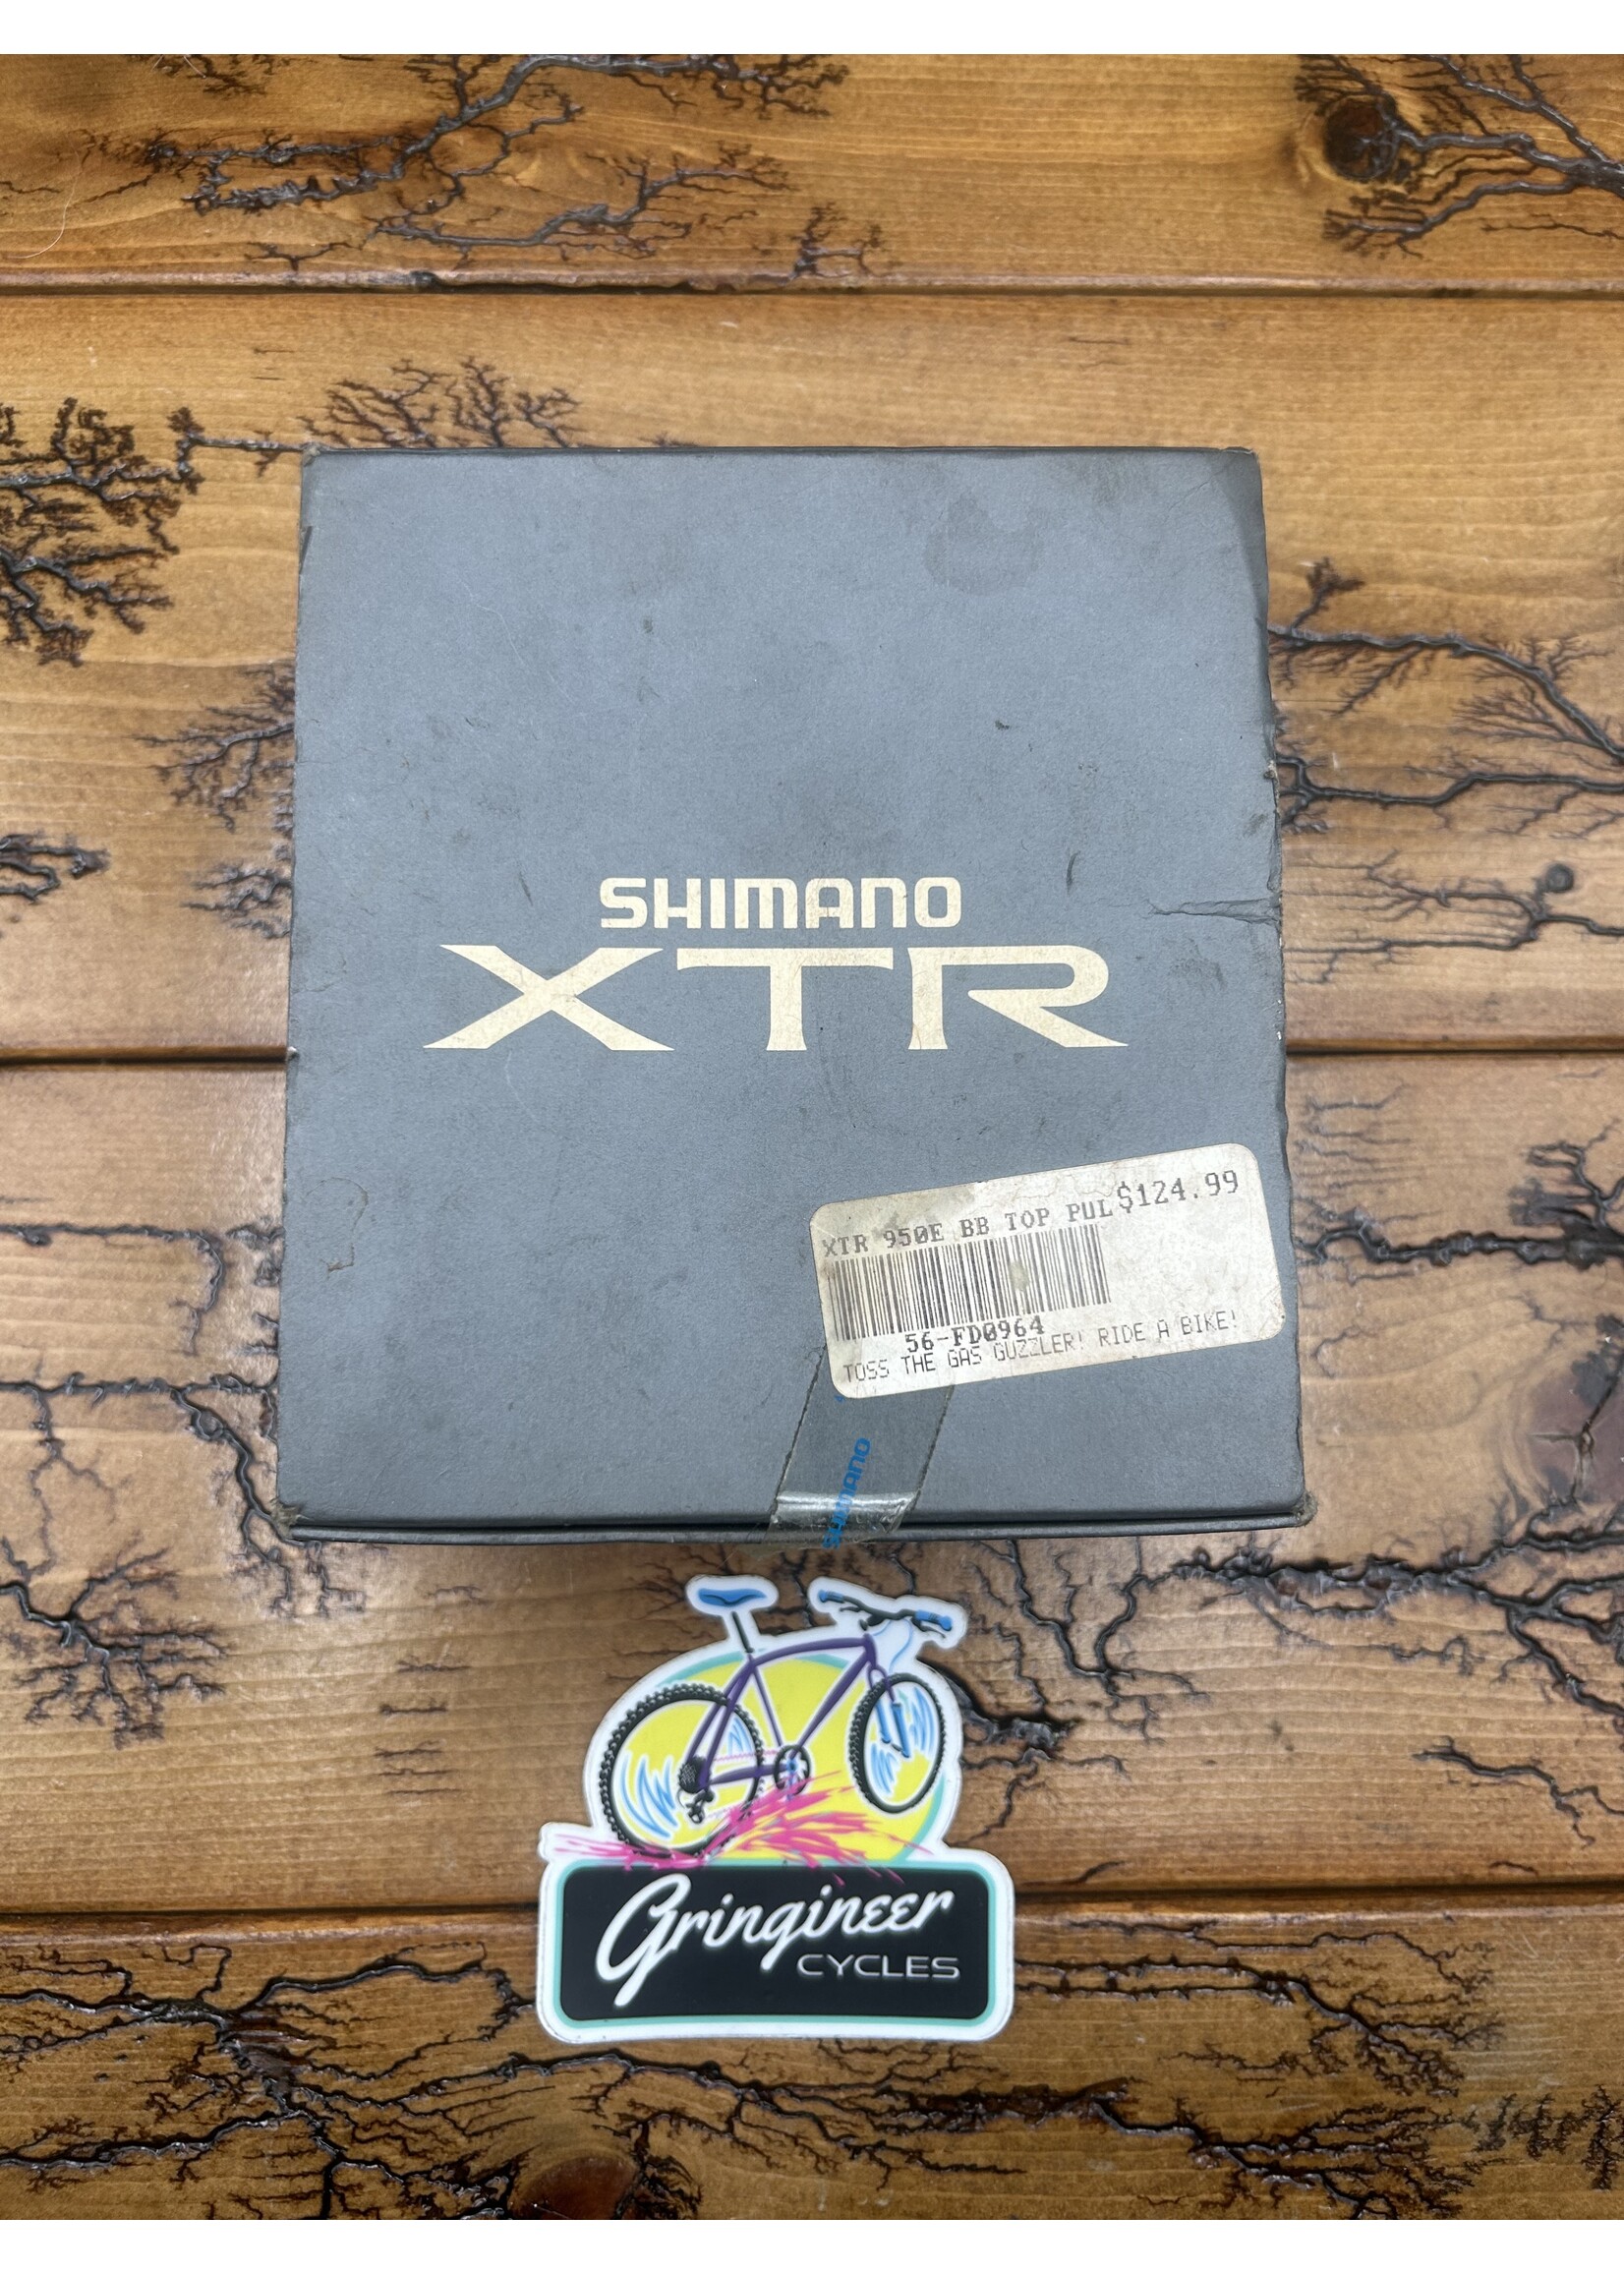 SHIMANO
XTR
XTR 950E BB TOP PUL $124.99
56-FD0964
TOSS THE GAS GUZZLER! RIDE A BIKE!
SHIMANO
Gringineer
CYCLES